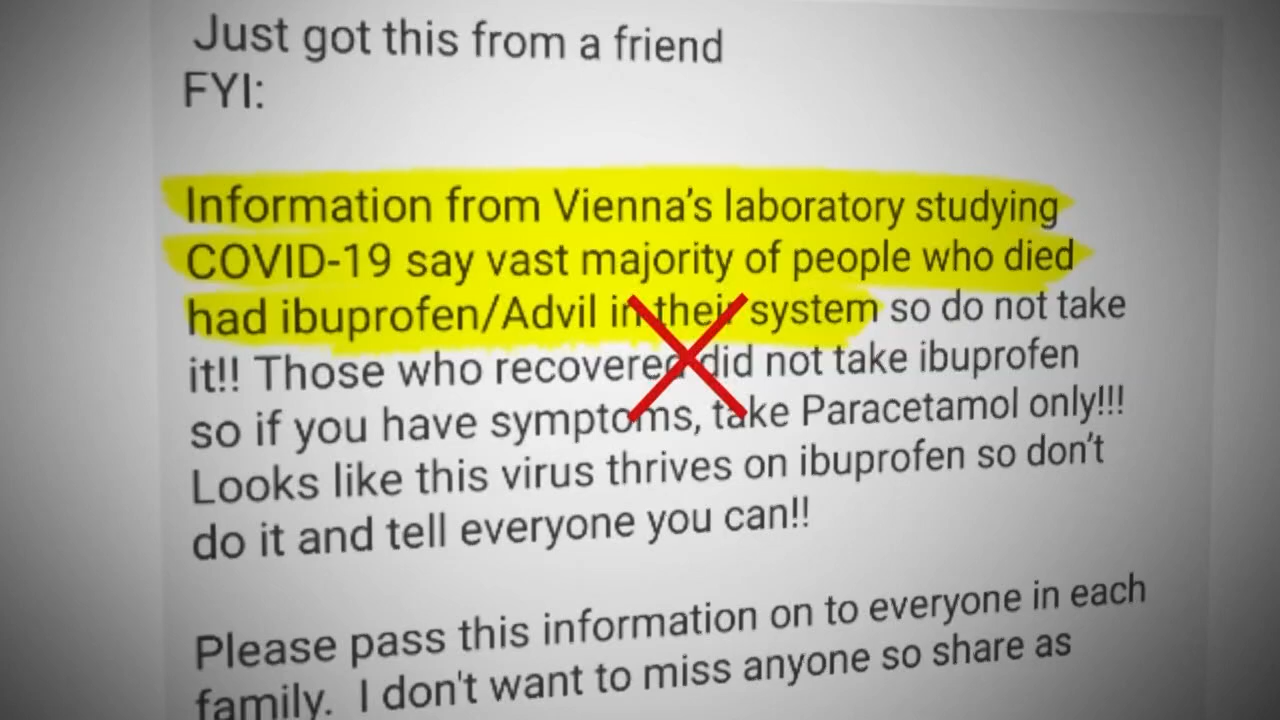 Just got this from a friend
FYI:
Information from Vienna's laboratory studying
COVID-19 say vast majority of people who died
had ibuprofen/Advil in their system so do not take
it!! Those who recovered did not take ibuprofen
so if you have symptoms, take Paracetamol only!!!
Looks like this virus thrives on ibuprofen so don't
do it and tell everyone you can!!
Please pass this information on to everyone in each
family. I don't want to miss anyone so share as